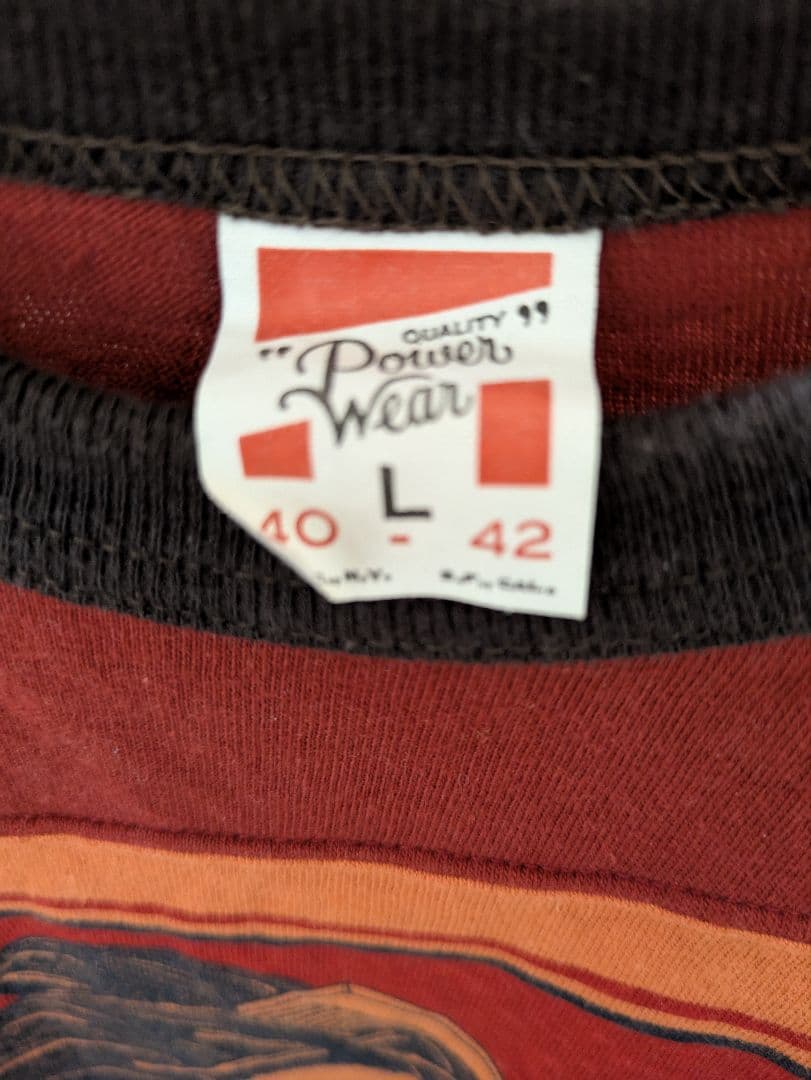 QUALITY
"Power"
Wear
L
40 - 42
N.Y.